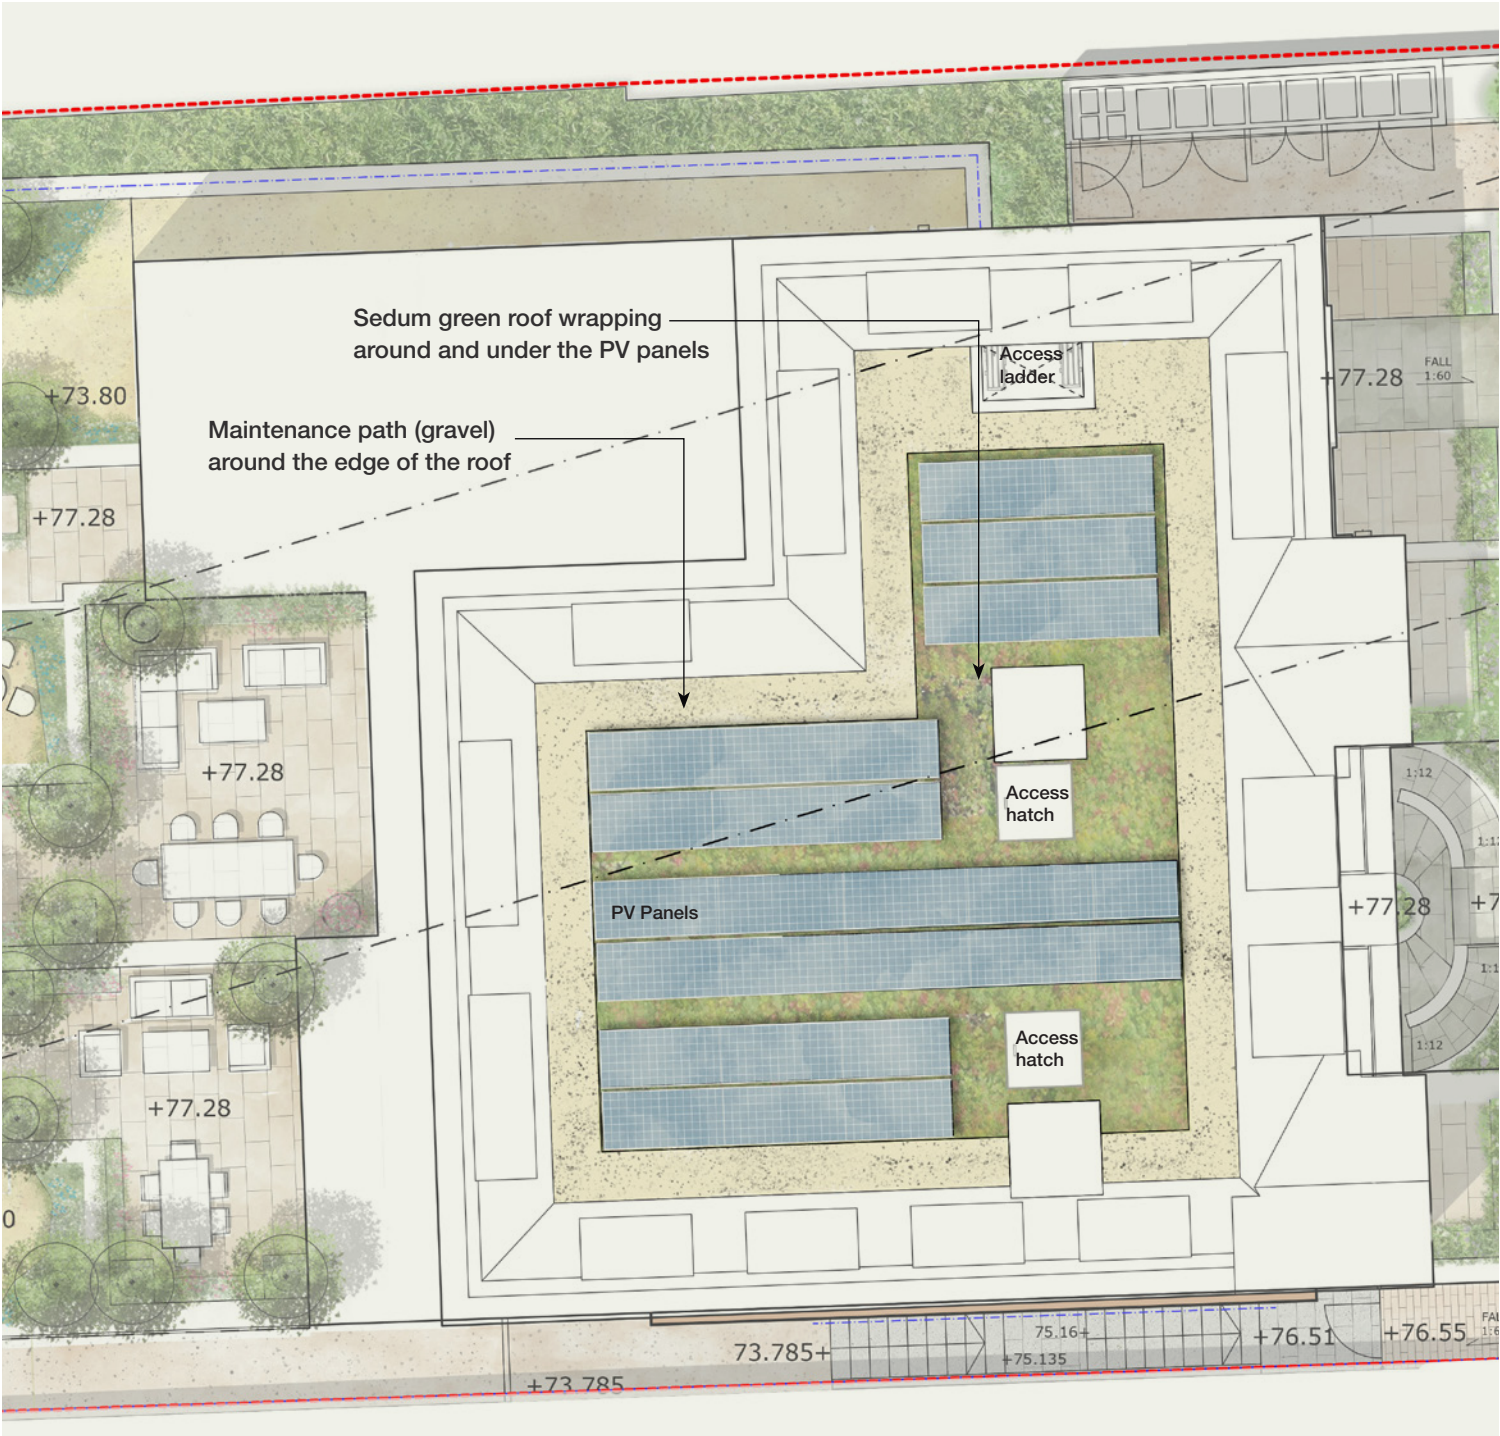 Sedum green roof wrapping
around and under the PV panels
Access
ladder
+77.28
FALL
1:60
+73.80
Maintenance path (gravel)
around the edge of the roof
+77.28
+77.28
Access
hatch
1:12
PV Panels
+77.28
Access
hatch
1:12
+77.28
0
73.785+
75.16+
+75.135
+76.51
+76.55
+73.785